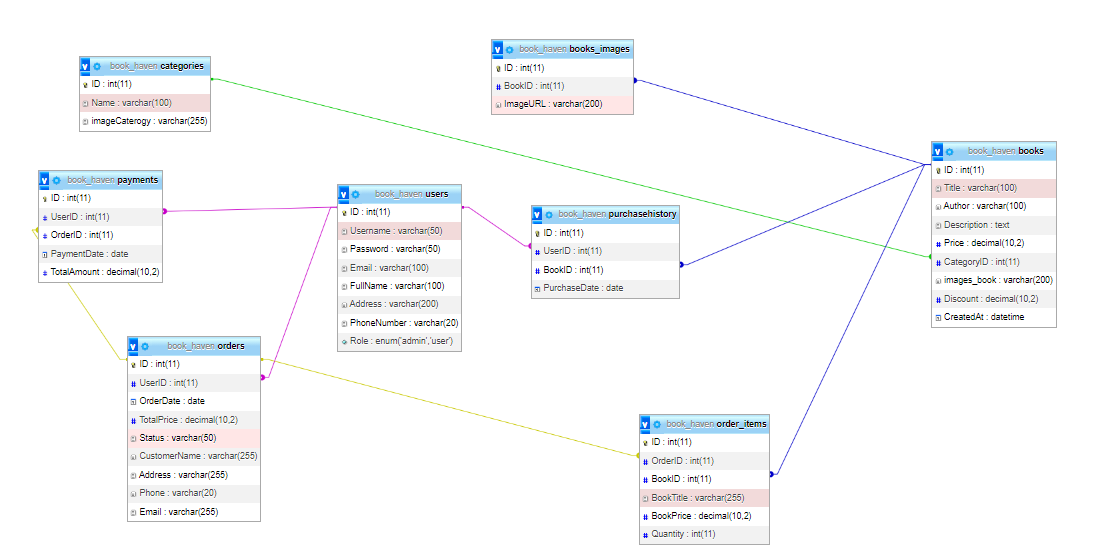 book_haven categories
ID : int(11)
Name : varchar(100)
imageCaterogy : varchar(255)
book_haven books_images
ID : int(11)
BookID : int(11)
ImageURL : varchar(200)
book_haven books
ID : int(11)
Title : varchar(100)
Author : varchar(100)
Description : text
Price : decimal(10,2)
CategoryID : int(11)
images_book : varchar(200)
Discount : decimal(10,2)
CreatedAt : datetime
book_haven payments
ID : int(11)
UserID : int(11)
OrderID : int(11)
PaymentDate : date
TotalAmount : decimal(10,2)
book_haven users
ID : int(11)
Username : varchar(50)
Password : varchar(50)
Email : varchar(100)
FullName : varchar(100)
Address : varchar(200)
PhoneNumber : varchar(20)
Role : enum('admin','user')
book_haven purchasehistory
ID : int(11)
UserID : int(11)
BookID : int(11)
PurchaseDate : date
book_haven orders
ID : int(11)
UserID : int(11)
OrderDate : date
TotalPrice : decimal(10,2)
Status : varchar(50)
CustomerName : varchar(255)
Address : varchar(255)
Phone : varchar(20)
Email : varchar(255)
book_haven order_items
ID : int(11)
OrderID : int(11)
BookID : int(11)
BookTitle : varchar(255)
BookPrice : decimal(10,2)
Quantity : int(11)